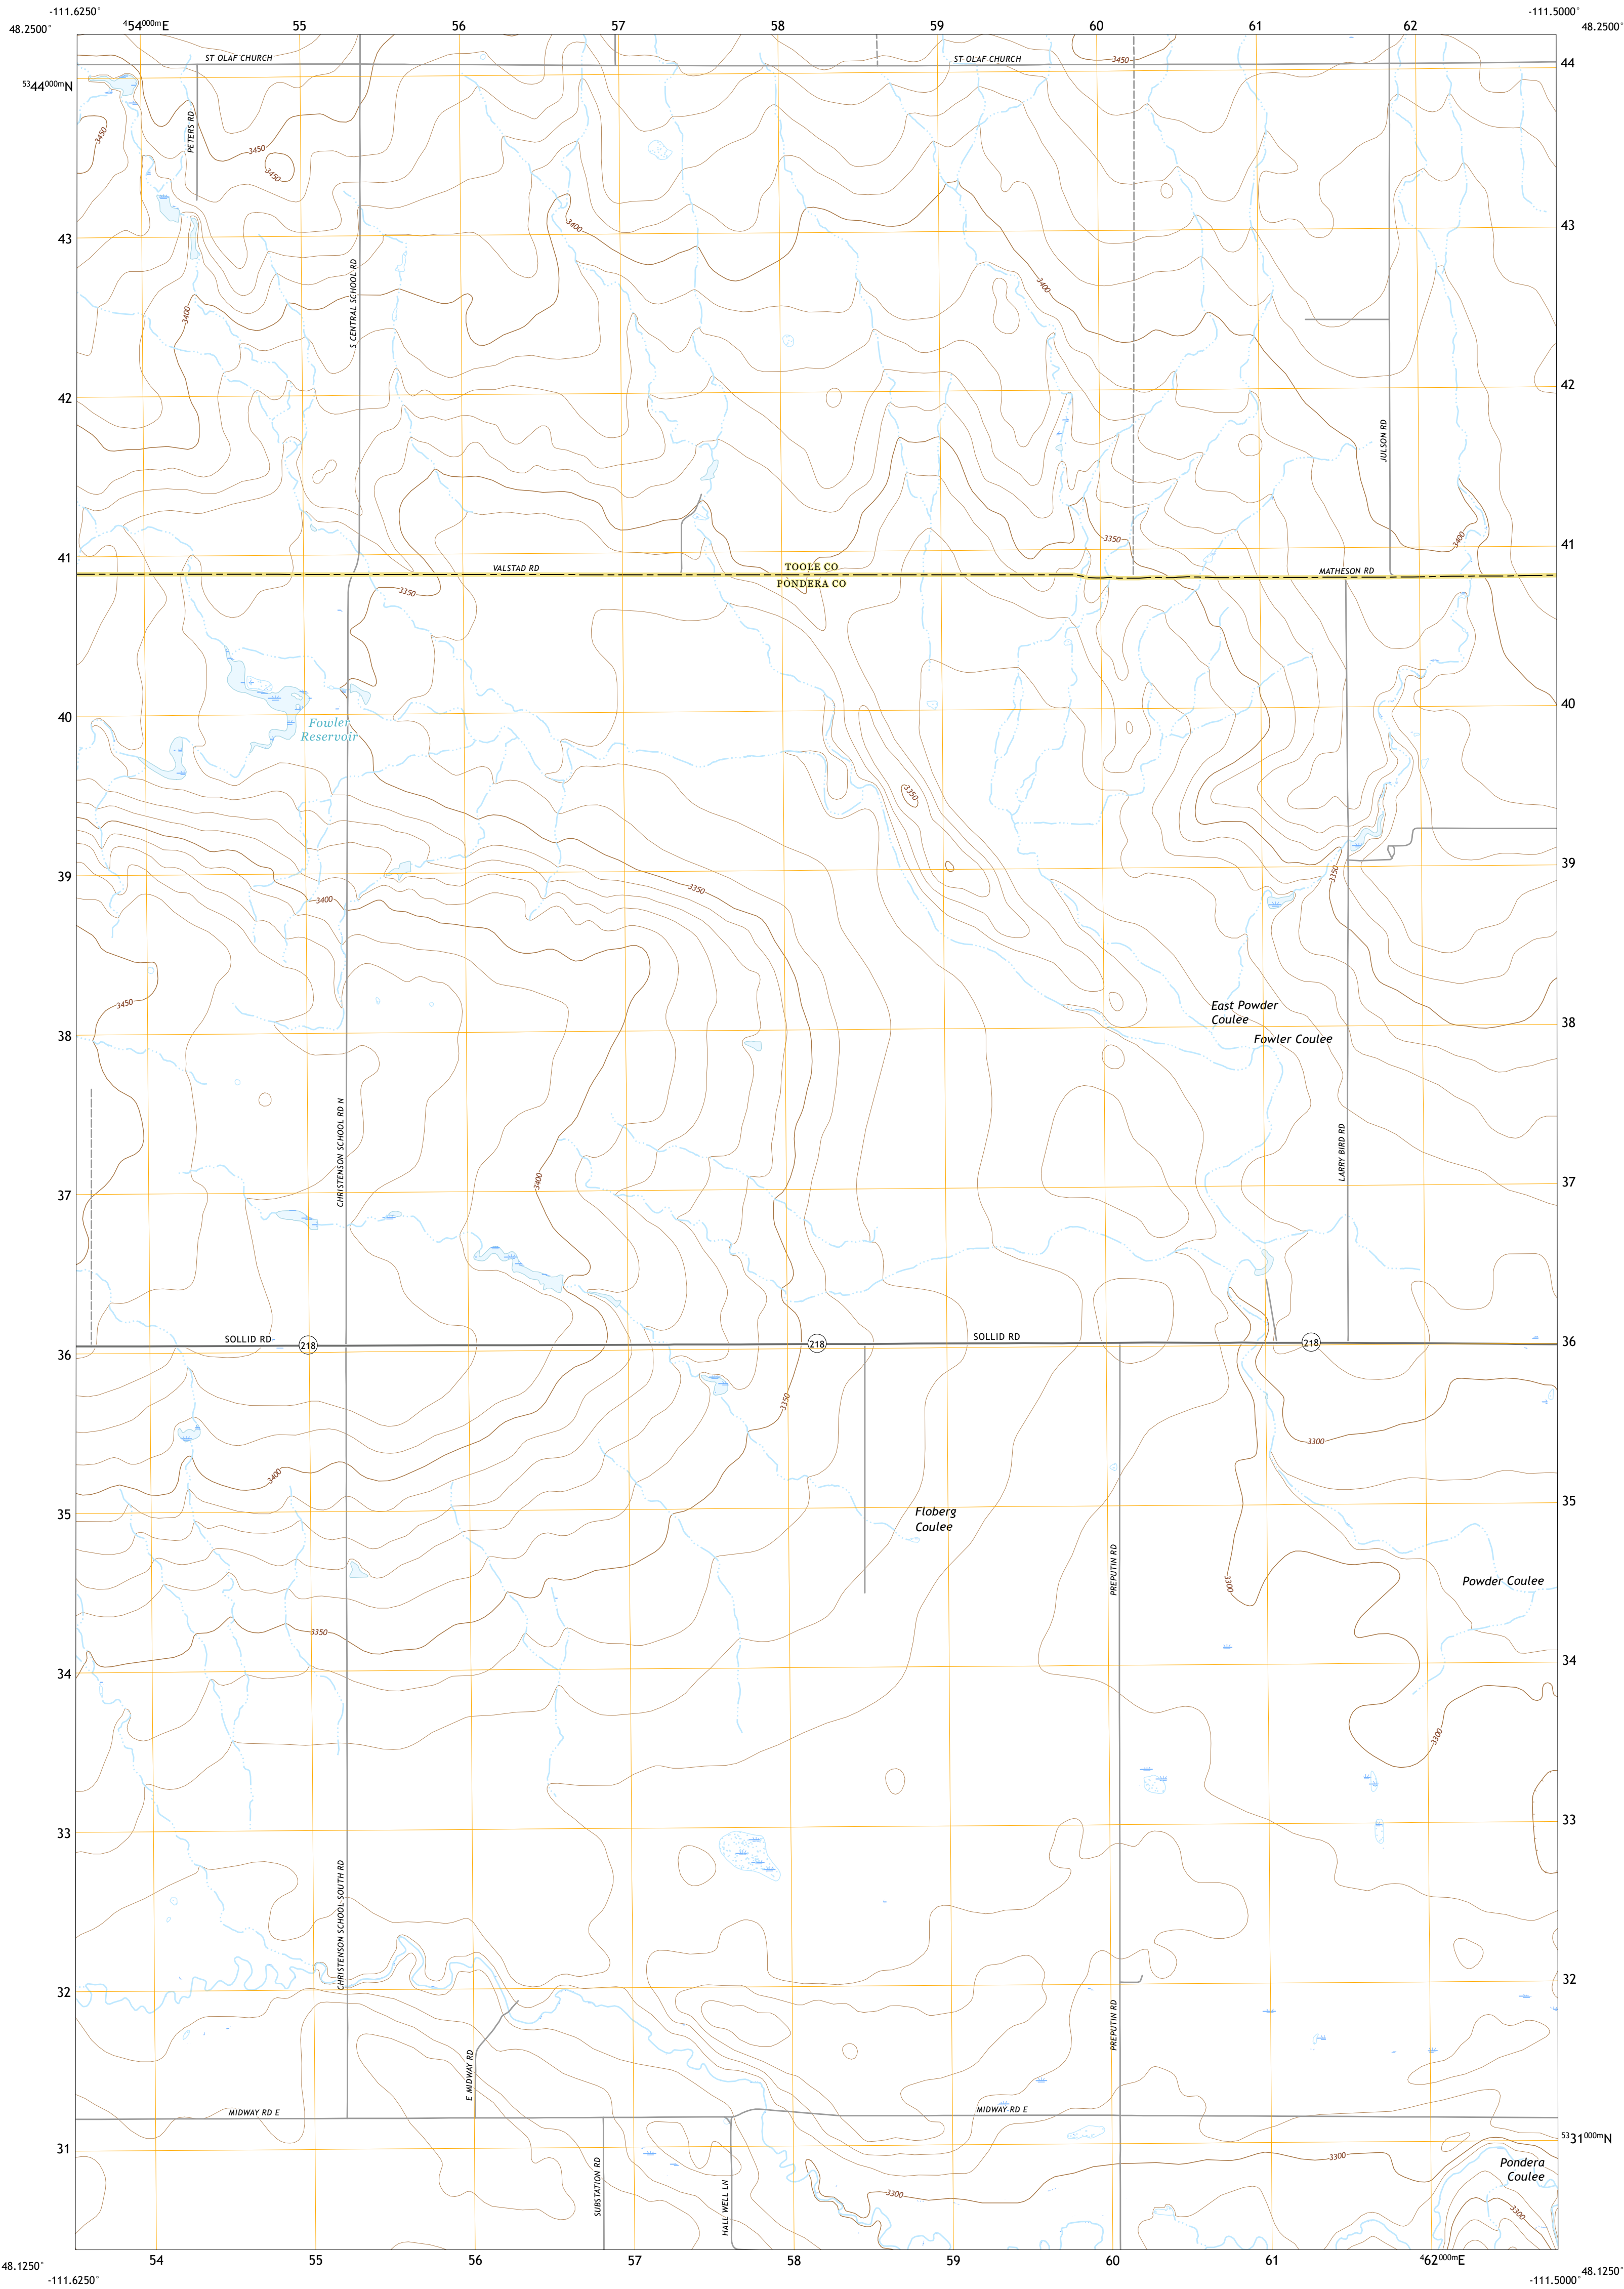 -111.6250°
⁴54⁰⁰⁰ᵐE
55
56
57
58
59
60
61
62
-111.5000°
48.2500°
48.2500°
ST OLAF CHURCH
ST OLAF CHURCH
3450
44
⁵³44⁰⁰⁰ᵐN
PETERS RD
3450
3450
3450
43
3400
43
S CENTRAL SCHOOL RD
3400
3400
42
42
JULSON RD
41
3350
3400
41
VALSTAD RD
TOOLE CO
PONDERA CO
MATHESON RD
3350
40
Fowler
Reservoir
40
3350
39
3350
3350
39
3400
3450
East Powder
Coulee
38
Fowler Coulee
38
CHRISTENSON SCHOOL RD N
LARRY BIRD RD
37
3400
37
SOLLID RD
218
218
SOLLID RD
218
36
36
3350
3300
3400
35
Floberg
Coulee
35
PREPUTIN RD
3300
Powder Coulee
3350
34
34
3300
33
33
CHRISTENSON SCHOOL SOUTH RD
32
32
PREPUTIN RD
E MIDWAY RD
MIDWAY RD E
MIDWAY RD E
31
⁵³31⁰⁰⁰ᵐN
3300
SUBSTATION RD
HALL WELL LN
3300
Pondera
Coulee
3300
48.1250°
54
55
56
57
58
59
60
61
⁴62⁰⁰⁰ᵐE
48.1250°
-111.6250°
-111.5000°